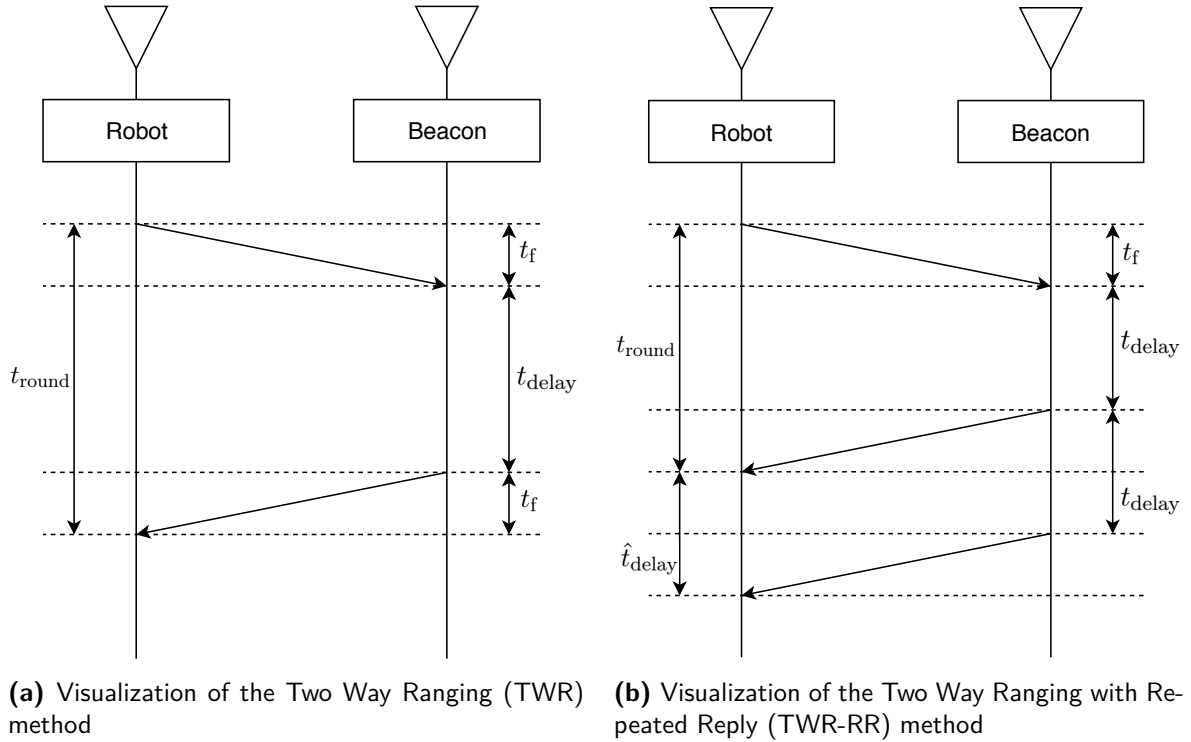 Robot
Beacon
t_f
t_round
t_delay
t_f
(a) Visualization of the Two Way Ranging (TWR)
method
Robot
Beacon
t_f
t_round
t_delay
t_delay
t̂_delay
(b) Visualization of the Two Way Ranging with Re-
peated Reply (TWR-RR) method